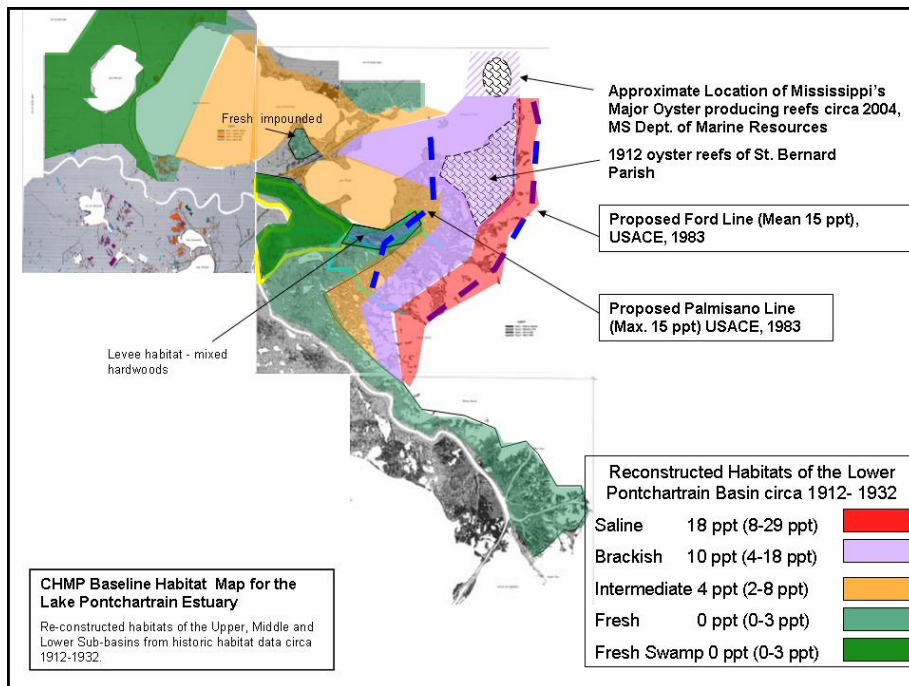 Fresh impounded
Approximate Location of Mississippi's
Major Oyster producing reefs circa 2004,
MS Dept. of Marine Resources
1912 oyster reefs of St. Bernard
Parish
Proposed Ford Line (Mean 15 ppt),
USACE, 1983
Proposed Palmisano Line
(Max. 15 ppt) USACE, 1983
Levee habitat - mixed
hardwoods
Reconstructed Habitats of the Lower
Pontchartrain Basin circa 1912- 1932
Saline 18 ppt (8-29 ppt)
Brackish 10 ppt (4-18 ppt)
Intermediate 4 ppt (2-8 ppt)
Fresh 0 ppt (0-3 ppt)
Fresh Swamp 0 ppt (0-3 ppt)
CHMP Baseline Habitat Map for the
Lake Pontchartrain Estuary
Re-constructed habitats of the Upper, Middle and
Lower Sub-basins from historic habitat data circa
1912-1932.